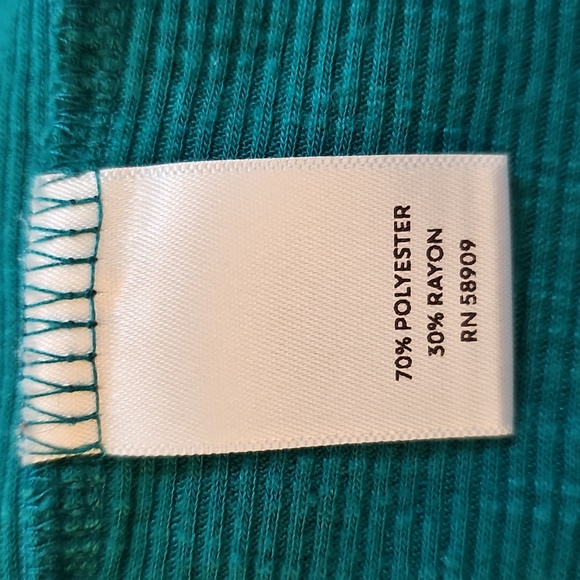 70% POLYESTER
30% RAYON
RN 58909